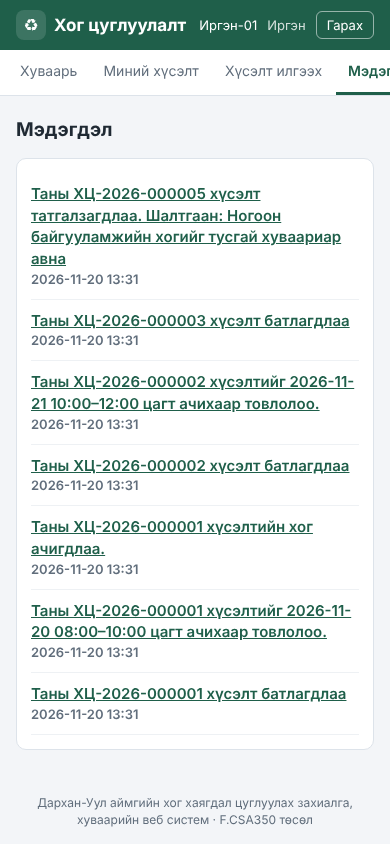 Хог цуглуулалт Иргэн-01 Иргэн Гарах
Хуваарь Миний хүсэлт Хүсэлт илгээх Мэдэг
Мэдэгдэл
Таны ХЦ-2026-000005 хүсэлт
татгалзагдлаа. Шалтгаан: Ногоон
байгууламжийн хогийг тусгай хуваариар
авна
2026-11-20 13:31
Таны ХЦ-2026-000003 хүсэлт батлагдлаа
2026-11-20 13:31
Таны ХЦ-2026-000002 хүсэлтийг 2026-11-
21 10:00–12:00 цагт ачихаар товлолоо.
2026-11-20 13:31
Таны ХЦ-2026-000002 хүсэлт батлагдлаа
2026-11-20 13:31
Таны ХЦ-2026-000001 хүсэлтийн хог
ачигдлаа.
2026-11-20 13:31
Таны ХЦ-2026-000001 хүсэлтийг 2026-11-
20 08:00–10:00 цагт ачихаар товлолоо.
2026-11-20 13:31
Таны ХЦ-2026-000001 хүсэлт батлагдлаа
2026-11-20 13:31
Дархан-Уул аймгийн хог хаягдал цуглуулах захиалга,
хуваарийн веб систем · F.CSA350 төсөл